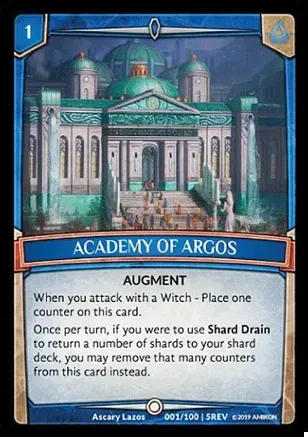 1
ACADEMY OF ARGOS
AUGMENT
When you attack with a Witch - Place one
counter on this card.
Once per turn, if you were to use Shard Drain
to return a number of shards to your shard
deck, you may remove that many counters
from this card instead.
Ascary Lazos 001/100 | 5REV ©2019 AMIKON